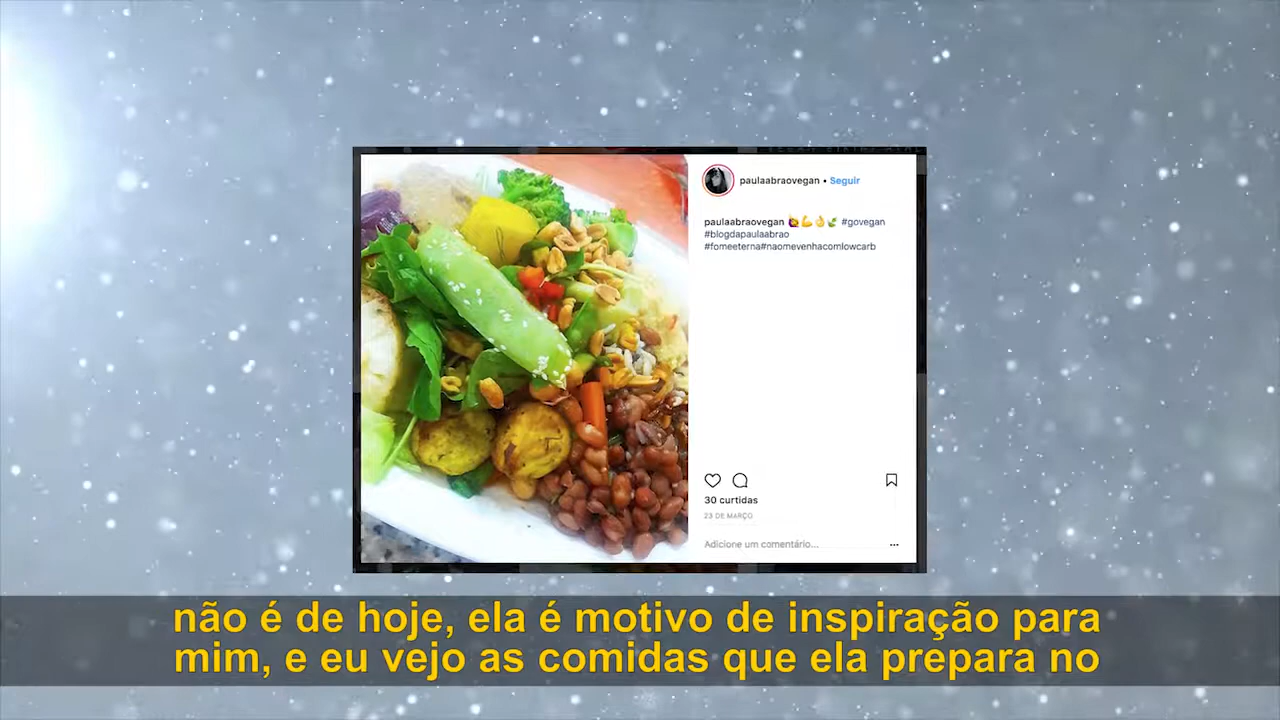 paulaabraovegan • Seguir
paulaabraovegan #govegan
#blogdapaulaabrao
#fomeeterna#naomevenhacomlowcarb
30 curtidas
23 DE MARÇO
Adicione um comentário...
não é de hoje, ela é motivo de inspiração para
mim, e eu vejo as comidas que ela prepara no